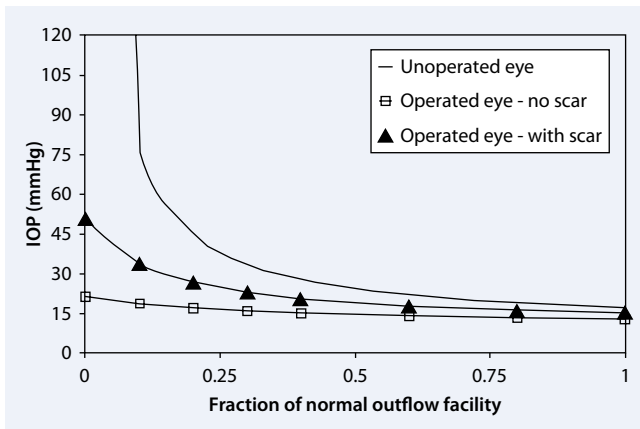 120
105
90
75
60
45
30
15
0
IOP (mmHg)
Unoperated eye
Operated eye - no scar
Operated eye - with scar
0 0.25 0.5 0.75 1
Fraction of normal outflow facility